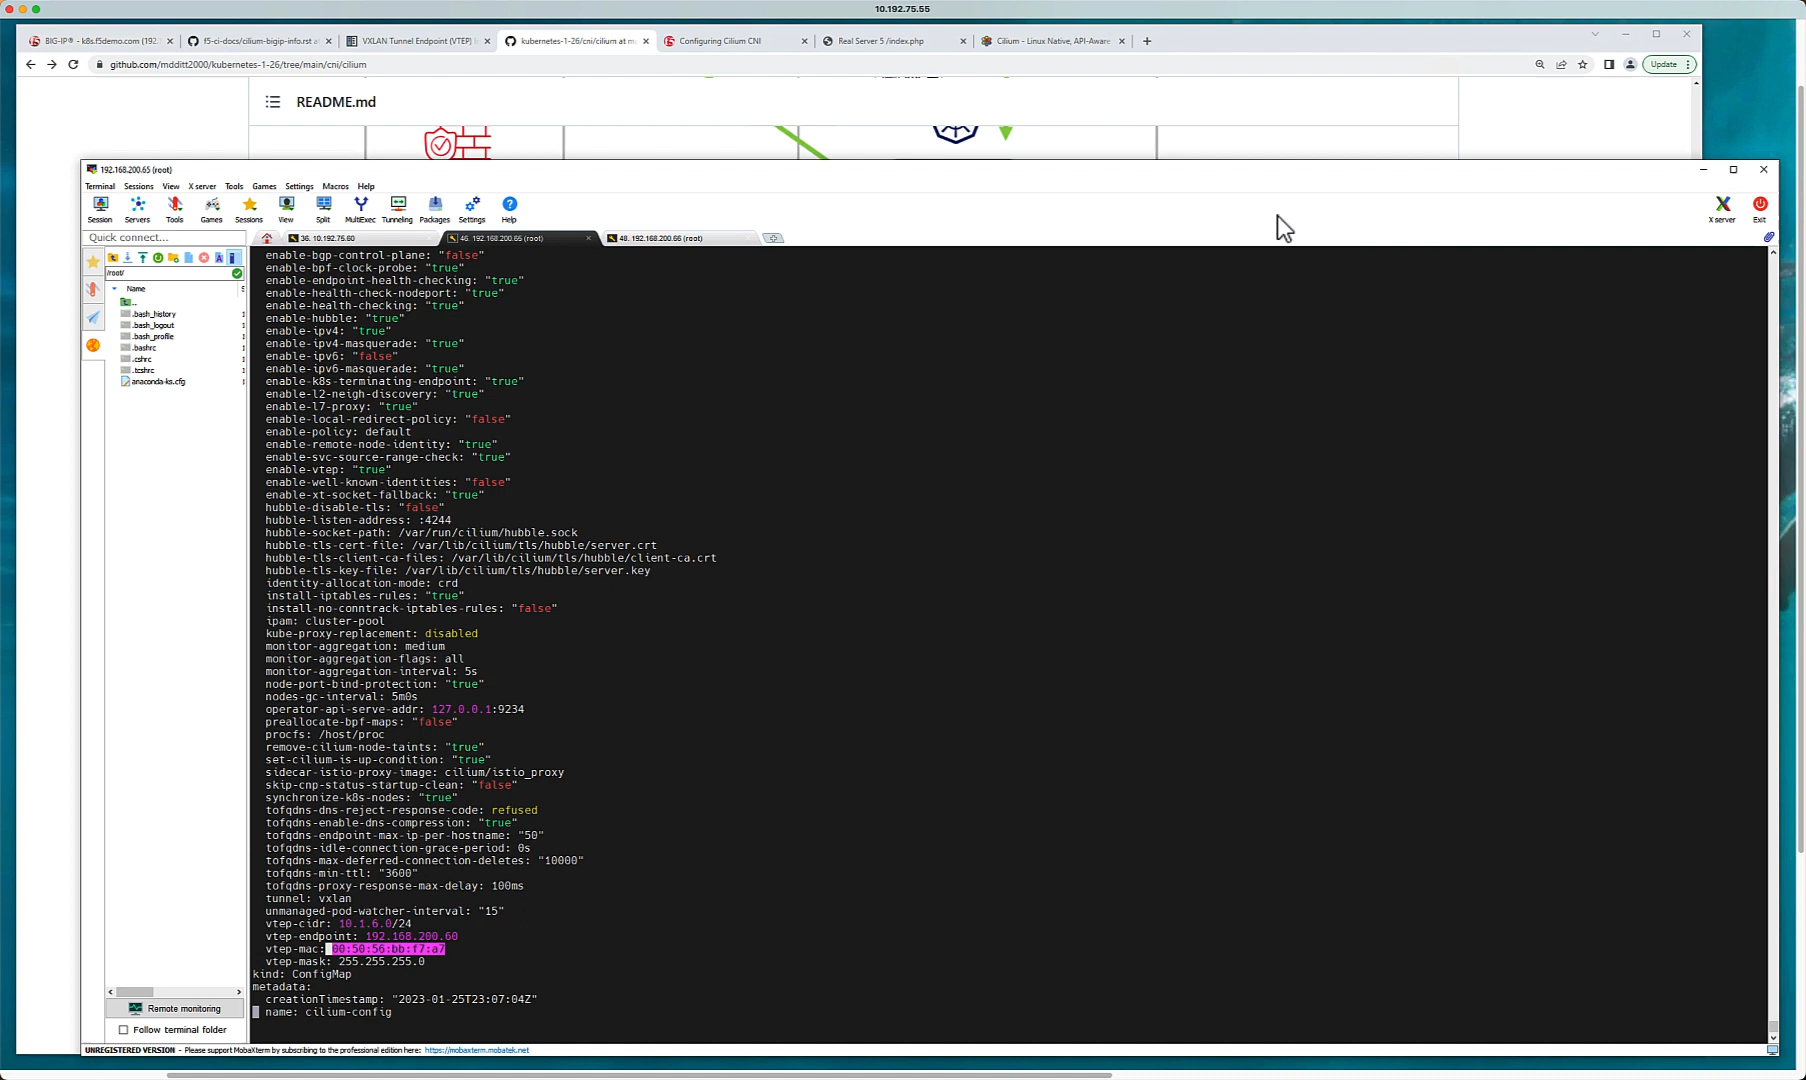 10.192.75.55
BIG-IP® - k8s.f5demo.com (192.
f5-ci-docs/cilium-bigip-info.rst at
VXLAN Tunnel Endpoint (VTEP)
kubernetes-1-26/cni/cilium at m
Configuring Cilium CNI
Real Server 5 /index.php
Cilium - Linux Native, API-Aware
github.com/mdditt2000/kubernetes-1-26/tree/main/cni/cilium
Update
README.md
192.168.200.65 (root)
Terminal Sessions View X server Tools Games Settings Macros Help
Session Servers Tools Games Sessions View Split MultiExec Tunneling Packages Settings Help
X server Exit
Quick connect...
36. 10.192.75.60
46. 192.168.200.65 (root)
48. 192.168.200.66 (root)
/root/
Name
..
.bash_history
.bash_logout
.bash_profile
.bashrc
.cshrc
.tcshrc
anaconda-ks.cfg
enable-bgp-control-plane: "false"
enable-bpf-clock-probe: "true"
enable-endpoint-health-checking: "true"
enable-health-check-nodeport: "true"
enable-health-checking: "true"
enable-hubble: "true"
enable-ipv4: "true"
enable-ipv4-masquerade: "true"
enable-ipv6: "false"
enable-ipv6-masquerade: "true"
enable-k8s-terminating-endpoint: "true"
enable-l2-neigh-discovery: "true"
enable-l7-proxy: "true"
enable-local-redirect-policy: "false"
enable-policy: default
enable-remote-node-identity: "true"
enable-svc-source-range-check: "true"
enable-vtep: "true"
enable-well-known-identities: "false"
enable-xt-socket-fallback: "true"
hubble-disable-tls: "false"
hubble-listen-address: :4244
hubble-socket-path: /var/run/cilium/hubble.sock
hubble-tls-cert-file: /var/lib/cilium/tls/hubble/server.crt
hubble-tls-client-ca-files: /var/lib/cilium/tls/hubble/client-ca.crt
hubble-tls-key-file: /var/lib/cilium/tls/hubble/server.key
identity-allocation-mode: crd
install-iptables-rules: "true"
install-no-conntrack-iptables-rules: "false"
ipam: cluster-pool
kube-proxy-replacement: disabled
monitor-aggregation: medium
monitor-aggregation-flags: all
monitor-aggregation-interval: 5s
node-port-bind-protection: "true"
nodes-gc-interval: 5m0s
operator-api-serve-addr: 127.0.0.1:9234
preallocate-bpf-maps: "false"
procfs: /host/proc
remove-cilium-node-taints: "true"
set-cilium-is-up-condition: "true"
sidecar-istio-proxy-image: cilium/istio_proxy
skip-cnp-status-startup-clean: "false"
synchronize-k8s-nodes: "true"
tofqdns-dns-reject-response-code: refused
tofqdns-enable-dns-compression: "true"
tofqdns-endpoint-max-ip-per-hostname: "50"
tofqdns-idle-connection-grace-period: 0s
tofqdns-max-deferred-connection-deletes: "10000"
tofqdns-min-ttl: "3600"
tofqdns-proxy-response-max-delay: 100ms
tunnel: vxlan
unmanaged-pod-watcher-interval: "15"
vtep-cidr: 10.1.6.0/24
vtep-endpoint: 192.168.200.60
vtep-mac: 00:50:56:bb:f7:a7
vtep-mask: 255.255.255.0
kind: ConfigMap
metadata:
creationTimestamp: "2023-01-25T23:07:04Z"
name: cilium-config
Remote monitoring
Follow terminal folder
UNREGISTERED VERSION - Please support MobaXterm by subscribing to the professional edition here: https://mobaxterm.mobatek.net